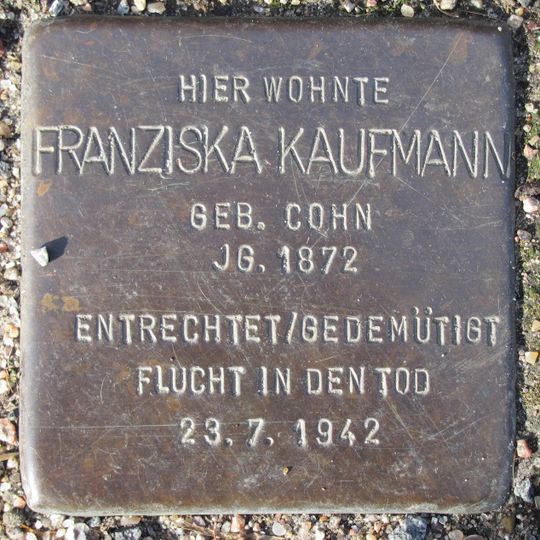 HIER WOHNTE
FRANZISKA KAUFMANN
GEB. COHN
JG. 1872
ENTRECHTET/GEDEMÜTIGT
FLUCHT IN DEN TOD
23. 7. 1942